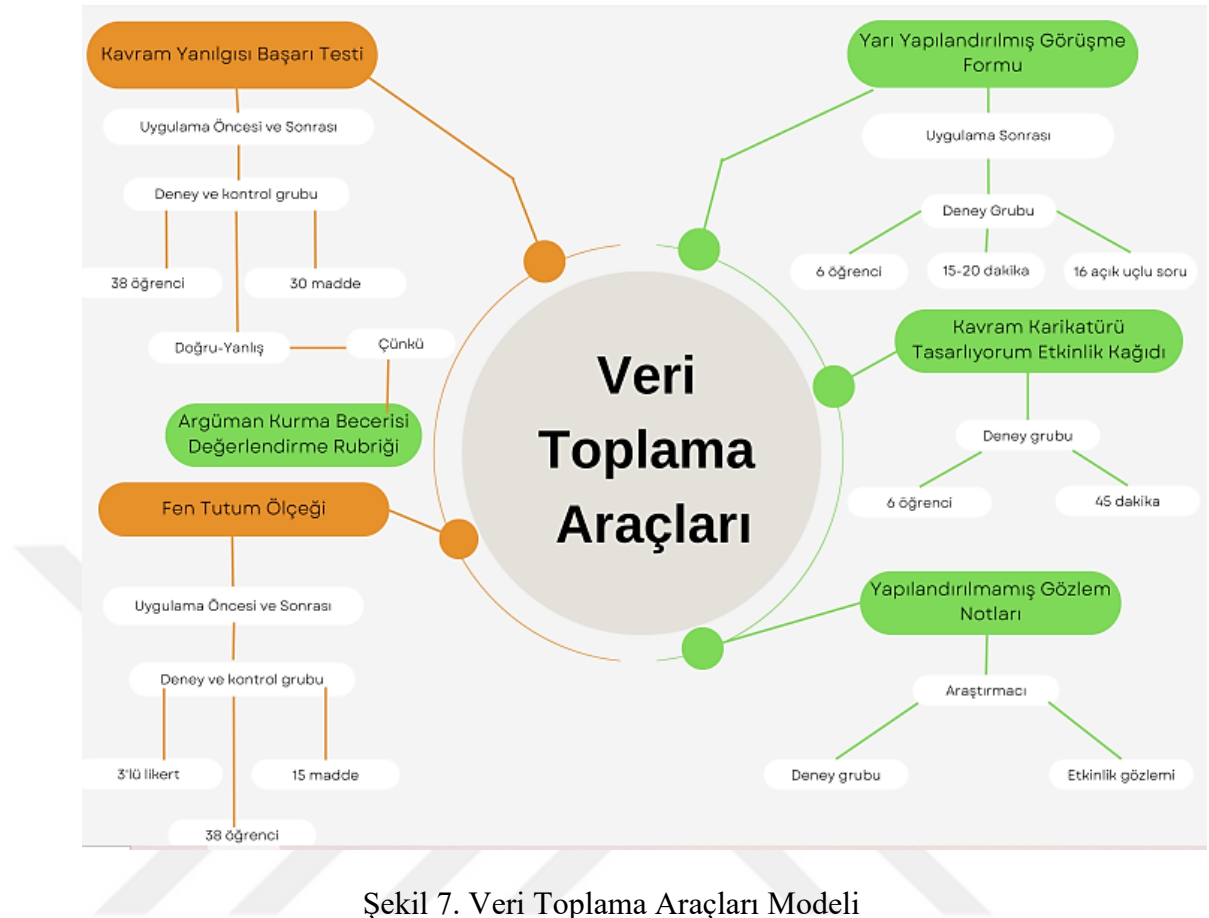 Kavram Yanılgısı Başarı Testi
Uygulama Öncesi ve Sonrası
Deney ve kontrol grubu
38 öğrenci
30 madde
Doğru-Yanlış
Çünkü
Argüman Kurma Becerisi
Değerlendirme Rubriği
Fen Tutum Ölçeği
Uygulama Öncesi ve Sonrası
Deney ve kontrol grubu
3'lü likert
15 madde
38 öğrenci
Veri
Toplama
Araçları
Yarı Yapılandırılmış Görüşme
Formu
Uygulama Sonrası
Deney Grubu
6 öğrenci
15-20 dakika
16 açık uçlu soru
Kavram Karikatürü
Tasarlıyorum Etkinlik Kağıdı
Deney grubu
6 öğrenci
45 dakika
Yapılandırılmamış Gözlem
Notları
Araştırmacı
Deney grubu
Etkinlik gözlemi
Şekil 7. Veri Toplama Araçları Modeli